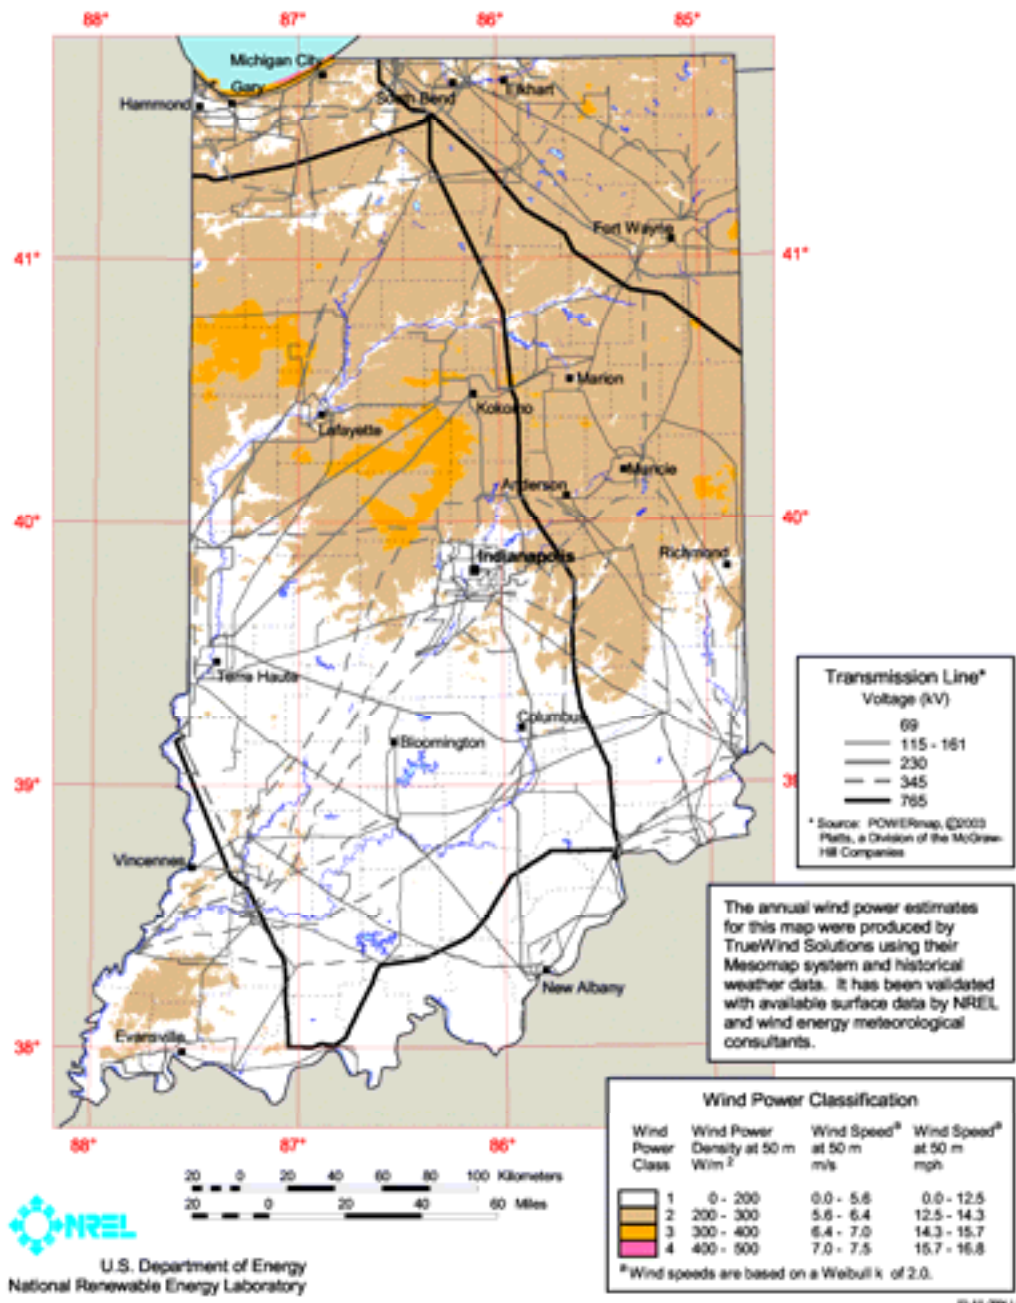 88° 87° 86° 85°
Michigan City
Gary
Hammond
South Bend
Elkhart
Fort Wayne
41° 41°
Marion
Kokomo
Lafayette
Muncie
Anderson
40° 40°
Indianapolis
Richmond
Terre Haute
Columbus
Bloomington
39°
Vincennes
New Albany
Evansville
38°
88° 87° 86°
Transmission Line*
Voltage (kV)
69
115 - 161
230
345
765
* Source: POWERmap, ©2003
Platts, a Division of the McGraw-
Hill Companies
The annual wind power estimates
for this map were produced by
TrueWind Solutions using their
Mesomap system and historical
weather data. It has been validated
with available surface data by NREL
and wind energy meteorological
consultants.
Wind Power Classification
Wind Power Class Wind Power Density at 50 m W/m 2 Wind Speed a at 50 m m/s Wind Speed a at 50 m mph
1 0 - 200 0.0 - 5.6 0.0 - 12.5
2 200 - 300 5.6 - 6.4 12.5 - 14.3
3 300 - 400 6.4 - 7.0 14.3 - 15.7
4 400 - 500 7.0 - 7.5 15.7 - 16.8
a Wind speeds are based on a Weibull k of 2.0.
20 0 20 40 60 80 100 Kilometers
20 0 20 40 60 Miles
NREL
U.S. Department of Energy
National Renewable Energy Laboratory